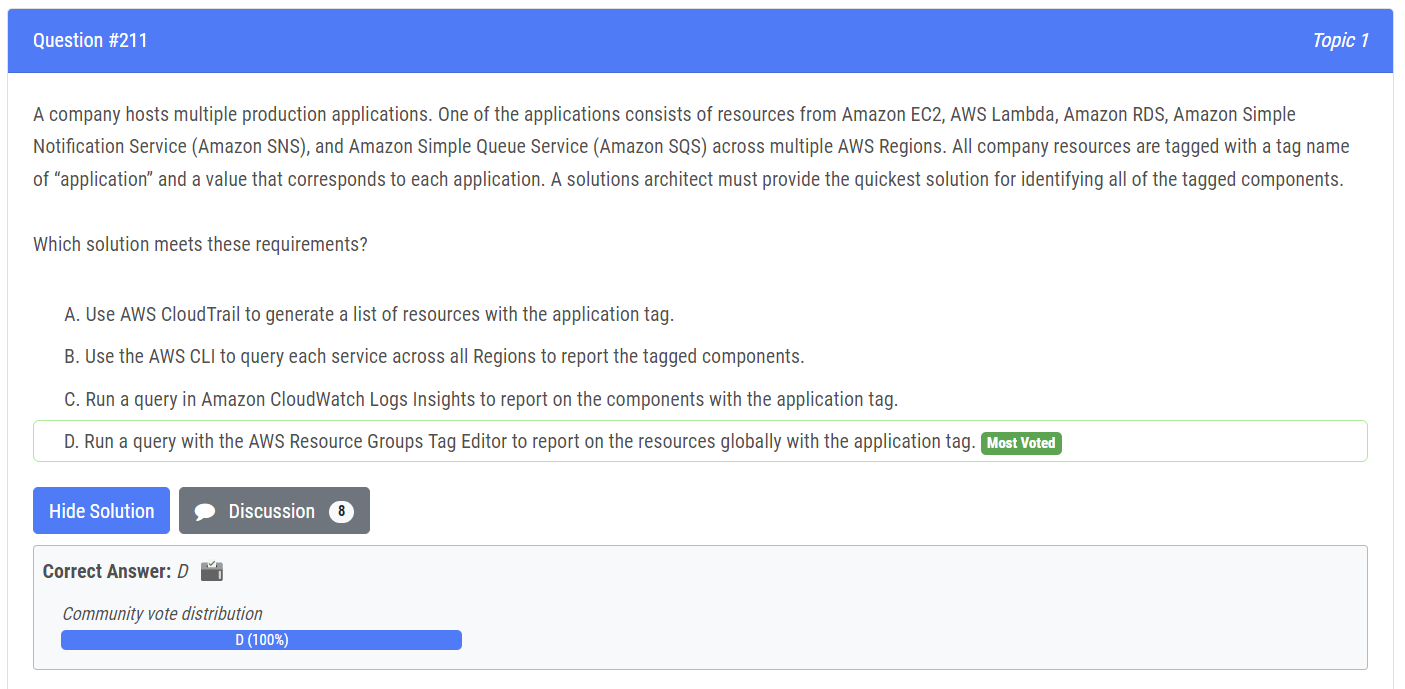 Question #211
Topic 1
A company hosts multiple production applications. One of the applications consists of resources from Amazon EC2, AWS Lambda, Amazon RDS, Amazon Simple
Notification Service (Amazon SNS), and Amazon Simple Queue Service (Amazon SQS) across multiple AWS Regions. All company resources are tagged with a tag name
of “application” and a value that corresponds to each application. A solutions architect must provide the quickest solution for identifying all of the tagged components.
Which solution meets these requirements?
A. Use AWS CloudTrail to generate a list of resources with the application tag.
B. Use the AWS CLI to query each service across all Regions to report the tagged components.
C. Run a query in Amazon CloudWatch Logs Insights to report on the components with the application tag.
D. Run a query with the AWS Resource Groups Tag Editor to report on the resources globally with the application tag. Most Voted
Hide Solution
Discussion 8
Correct Answer: D
Community vote distribution
D (100%)